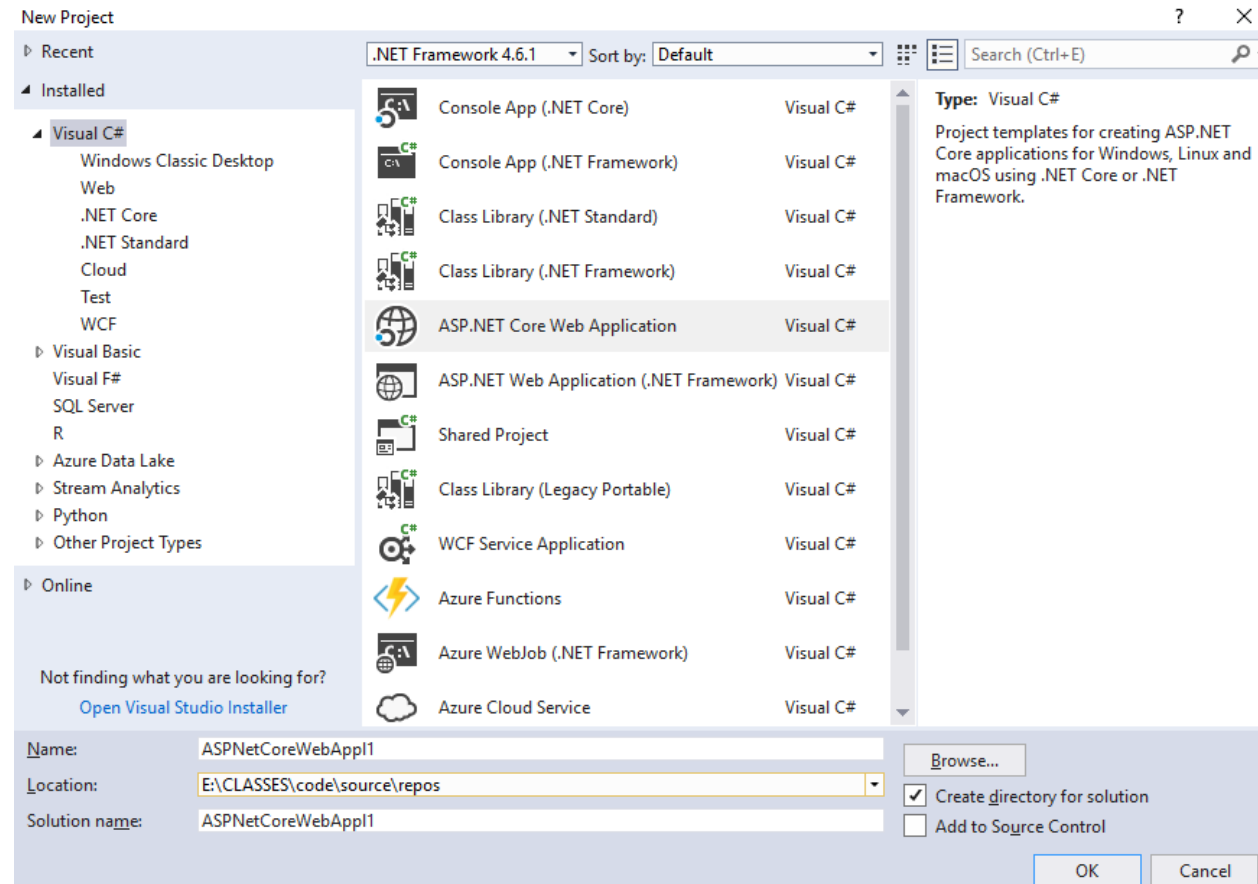 New Project
?
Recent
.NET Framework 4.6.1
Sort by:
Default
Search (Ctrl+E)
Installed
Visual C#
Windows Classic Desktop
Web
.NET Core
.NET Standard
Cloud
Test
WCF
Visual Basic
Visual F#
SQL Server
R
Azure Data Lake
Stream Analytics
Python
Other Project Types
Online
Not finding what you are looking for?
Open Visual Studio Installer
Console App (.NET Core) Visual C#
Console App (.NET Framework) Visual C#
Class Library (.NET Standard) Visual C#
Class Library (.NET Framework) Visual C#
ASP.NET Core Web Application Visual C#
ASP.NET Web Application (.NET Framework) Visual C#
Shared Project Visual C#
Class Library (Legacy Portable) Visual C#
WCF Service Application Visual C#
Azure Functions Visual C#
Azure WebJob (.NET Framework) Visual C#
Azure Cloud Service Visual C#
Type: Visual C#
Project templates for creating ASP.NET
Core applications for Windows, Linux and
macOS using .NET Core or .NET
Framework.
Name: ASPNetCoreWebAppl1
Location: E:\CLASSES\code\source\repos
Solution name: ASPNetCoreWebAppl1
Browse...
Create directory for solution
Add to Source Control
OK
Cancel